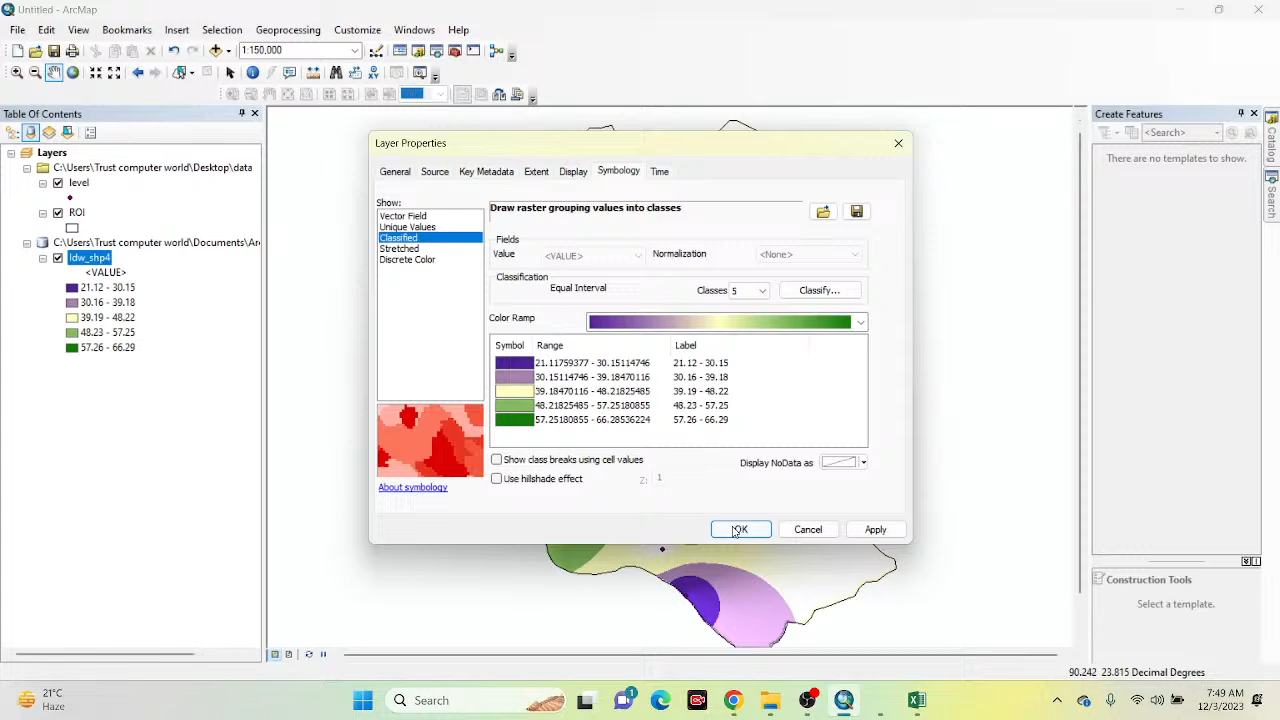 Untitled - ArcMap
File Edit View Bookmarks Insert Selection Geoprocessing Customize Windows Help
1:150,000
Table Of Contents
Layers
C:\Users\Trust computer world\Desktop\data
level
ROI
C:\Users\Trust computer world\Documents\Ar
Idw_shp4
<VALUE>
21.12 - 30.15
30.16 - 39.18
39.19 - 48.22
48.23 - 57.25
57.26 - 66.29
Layer Properties
General Source Key Metadata Extent Display Symbology Time
Show:
Vector Field
Unique Values
Classified
Stretched
Discrete Color
About symbology
Draw raster grouping values into classes
Fields
Value <VALUE> Normalization <None>
Classification
Equal Interval Classes 5 Classify...
Color Ramp
Symbol Range Label
21.11759377 - 30.15114746 21.12 - 30.15
30.15114746 - 39.18470116 30.16 - 39.18
39.18470116 - 48.21825485 39.19 - 48.22
48.21825485 - 57.25180855 48.23 - 57.25
57.25180855 - 66.28536224 57.26 - 66.29
Show class breaks using cell values
Display NoData as
Use hillshade effect Z: 1
OK Cancel Apply
Create Features
<Search>
There are no templates to show.
Catalog
Search
Construction Tools
Select a template.
90.242 23.815 Decimal Degrees
21°C
Haze
Search
1
7:49 AM
12/3/2023